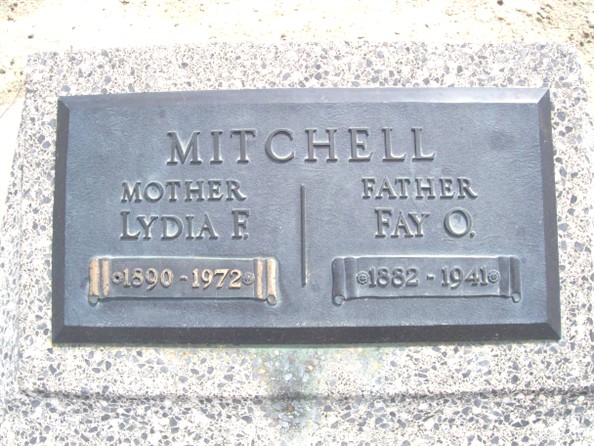 MITCHELL
MOTHER
LYDIA F.
1890 - 1972
FATHER
FAY O.
1882 - 1941